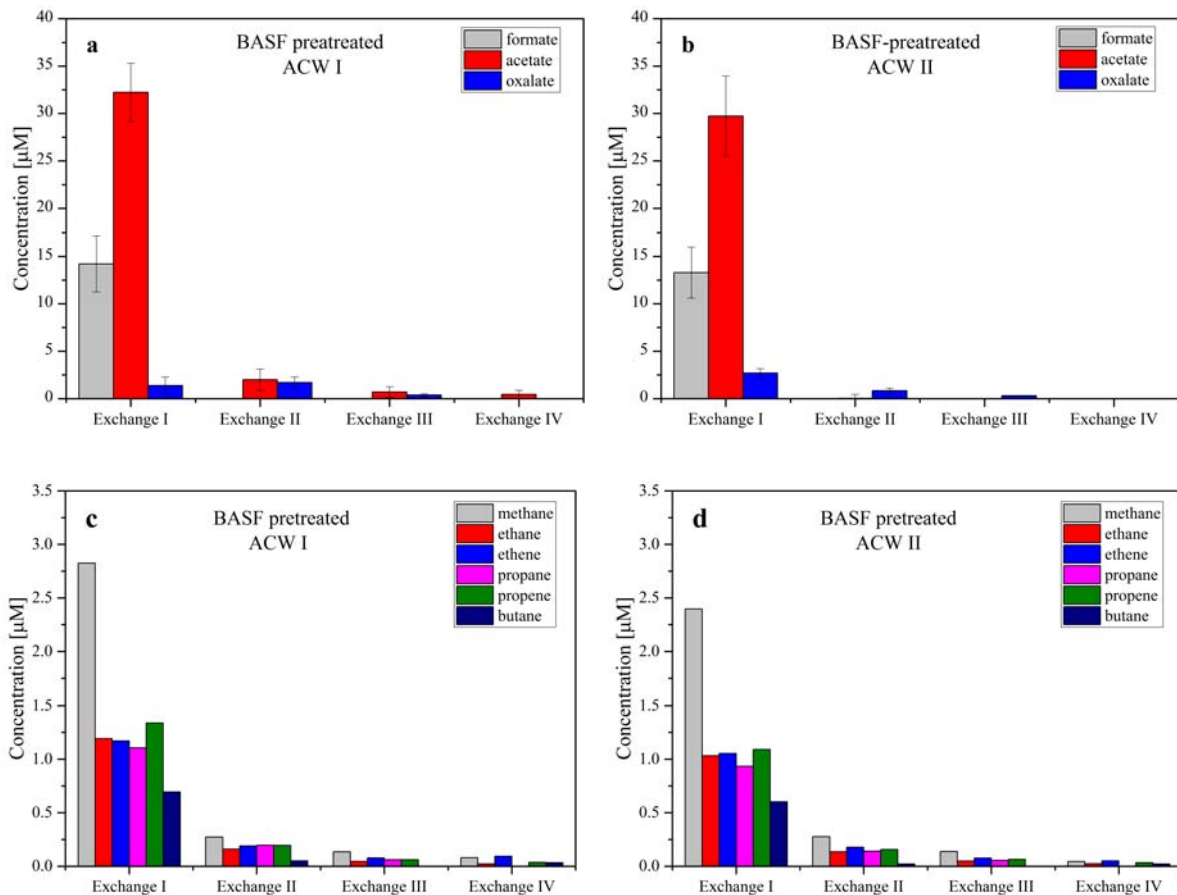 a
BASF preatreated
ACW I
formate
acetate
oxalate
Concentration [µM]
40
35
30
25
20
15
10
5
0
Exchange I
Exchange II
Exchange III
Exchange IV
b
BASF-preatreated
ACW II
formate
acetate
oxalate
Concentration [µM]
40
35
30
25
20
15
10
5
0
Exchange I
Exchange II
Exchange III
Exchange IV
c
BASF pretreated
ACW I
methane
ethane
ethene
propane
propene
butane
Concentration [µM]
3.5
3.0
2.5
2.0
1.5
1.0
0.5
0.0
Exchange I
Exchange II
Exchange III
Exchange IV
d
BASF pretreated
ACW II
methane
ethane
ethene
propane
propene
butane
Concentration [µM]
3.5
3.0
2.5
2.0
1.5
1.0
0.5
0.0
Exchange I
Exchange II
Exchange III
Exchange IV